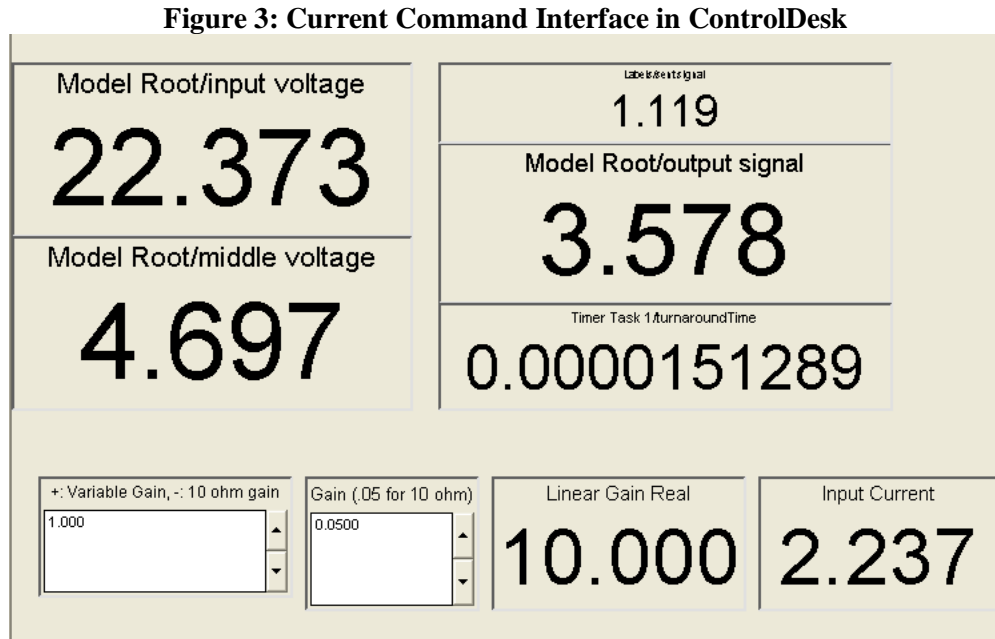 Figure 3: Current Command Interface in ControlDesk
Model Root/input voltage
22.373
Model Root/middle voltage
4.697
Labels/sentsignal
1.119
Model Root/output signal
3.578
Timer Task 1/turnaroundTime
0.0000151289
+: Variable Gain, -: 10 ohm gain
1.000
Gain (.05 for 10 ohm)
0.0500
Linear Gain Real
10.000
Input Current
2.237